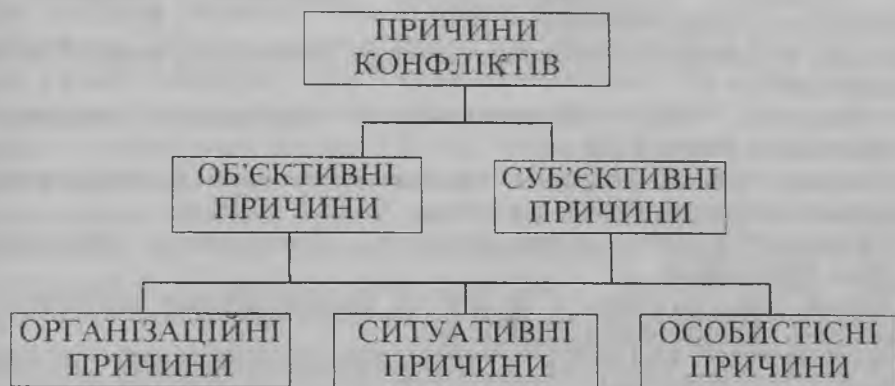 ПРИЧИНИ
КОНФЛІКТІВ
ОБ'ЄКТИВНІ
ПРИЧИНИ
СУБ'ЄКТИВНІ
ПРИЧИНИ
ОРГАНІЗАЦІЙНІ
ПРИЧИНИ
СИТУАТИВНІ
ПРИЧИНИ
ОСОБИСТІСНІ
ПРИЧИНИ